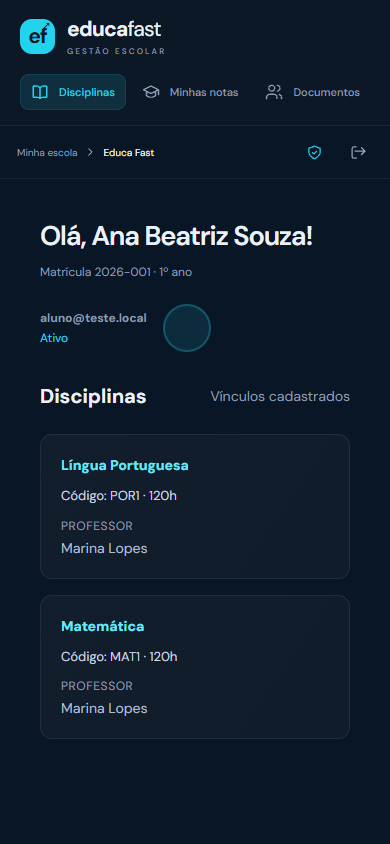 ef
educafast
GESTÃO ESCOLAR
Disciplinas
Minhas notas
Documentos
Minha escola > Educa Fast
Olá, Ana Beatriz Souza!
Matrícula 2026-001 · 1º ano
aluno@teste.local
Ativo
Disciplinas
Vínculos cadastrados
Língua Portuguesa
Código: POR1 · 120h
PROFESSOR
Marina Lopes
Matemática
Código: MAT1 · 120h
PROFESSOR
Marina Lopes